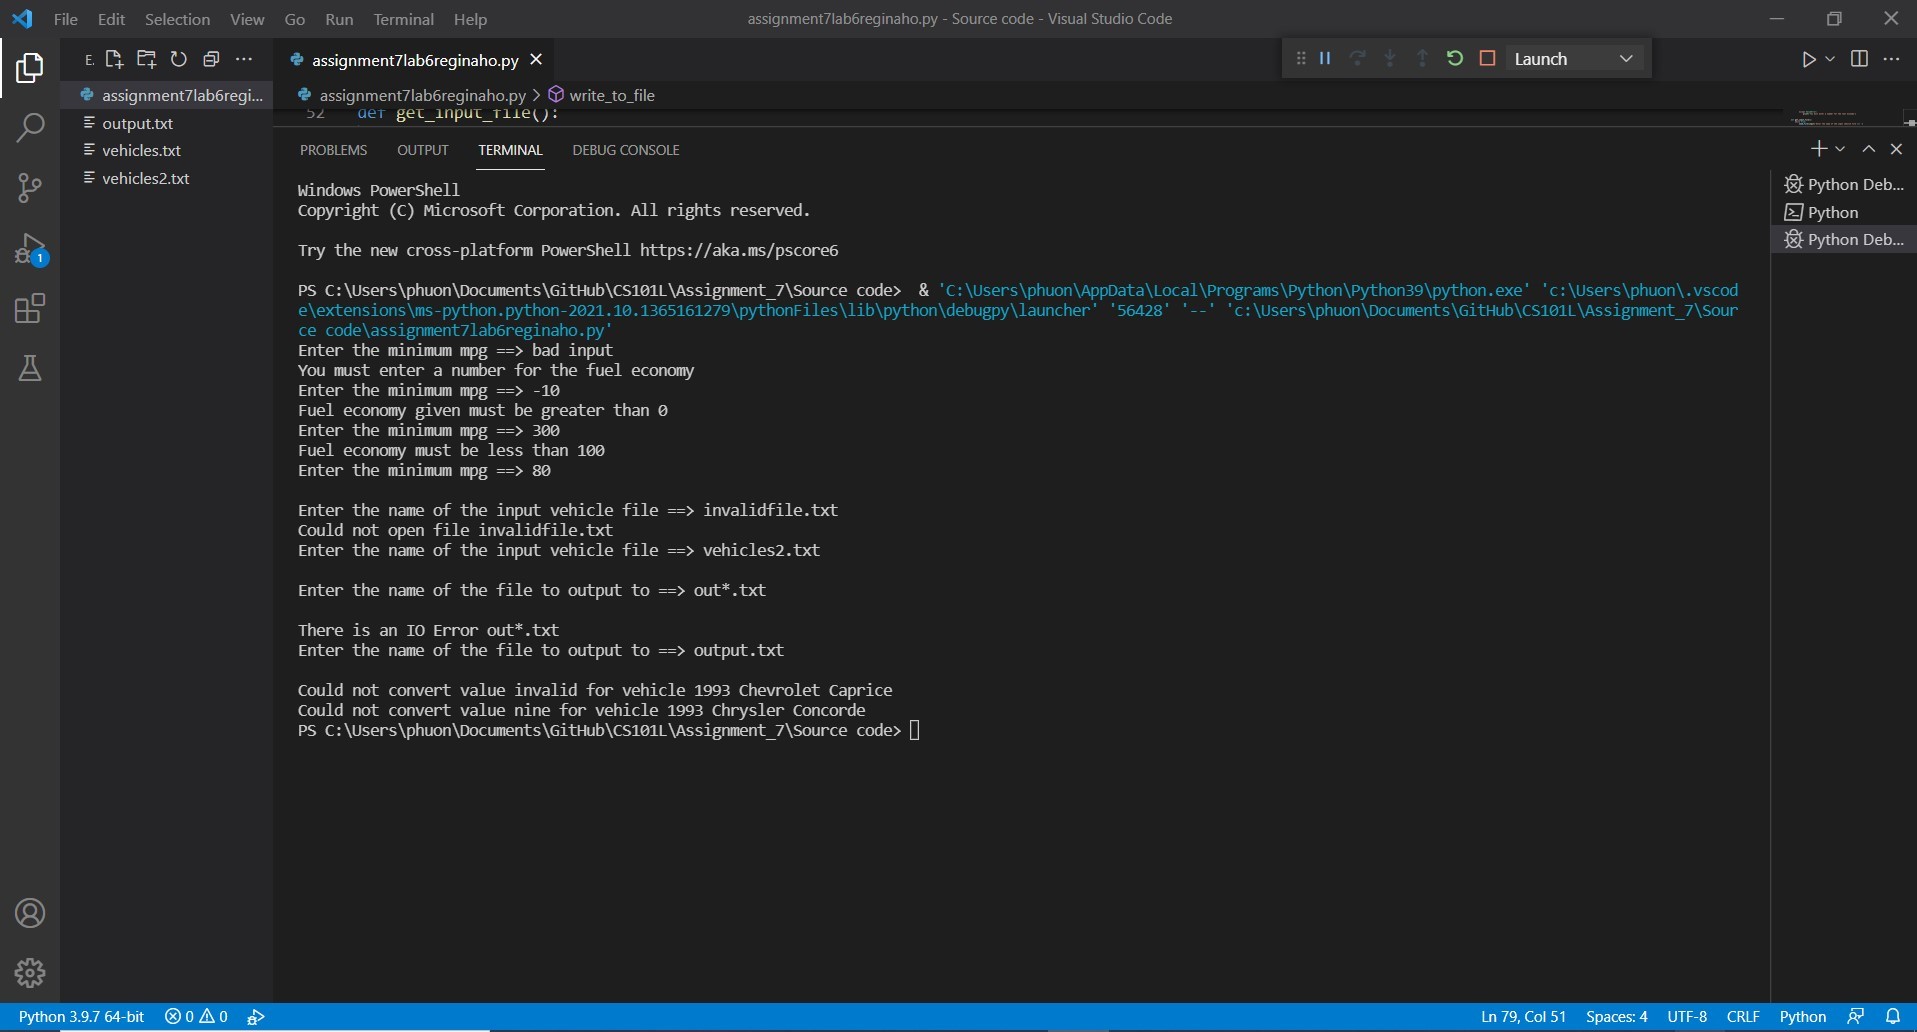 File Edit Selection View Go Run Terminal Help
assignment7lab6reginaho.py - Source code - Visual Studio Code
E.
assignment7lab6reginaho.py
Launch
assignment7lab6regi...
output.txt
vehicles.txt
vehicles2.txt
assignment7lab6reginaho.py > write_to_file
52 def get_input_file():
PROBLEMS OUTPUT TERMINAL DEBUG CONSOLE
Python Deb...
Python
Python Deb...
Windows PowerShell
Copyright (C) Microsoft Corporation. All rights reserved.
Try the new cross-platform PowerShell https://aka.ms/pscore6
PS C:\Users\phuon\Documents\GitHub\CS101L\Assignment_7\Source code>  & 'C:\Users\phuon\AppData\Local\Programs\Python\Python39\python.exe' 'c:\Users\phuon\.vscod
e\extensions\ms-python.python-2021.10.1365161279\pythonFiles\lib\python\debugpy\launcher' '56428' '--' 'c:\Users\phuon\Documents\GitHub\CS101L\Assignment_7\Sour
ce code\assignment7lab6reginaho.py'
Enter the minimum mpg ==> bad input
You must enter a number for the fuel economy
Enter the minimum mpg ==> -10
Fuel economy given must be greater than 0
Enter the minimum mpg ==> 300
Fuel economy must be less than 100
Enter the minimum mpg ==> 80
Enter the name of the input vehicle file ==> invalidfile.txt
Could not open file invalidfile.txt
Enter the name of the input vehicle file ==> vehicles2.txt
Enter the name of the file to output to ==> out*.txt
There is an IO Error out*.txt
Enter the name of the file to output to ==> output.txt
Could not convert value invalid for vehicle 1993 Chevrolet Caprice
Could not convert value nine for vehicle 1993 Chrysler Concorde
PS C:\Users\phuon\Documents\GitHub\CS101L\Assignment_7\Source code>
1
Python 3.9.7 64-bit 0 0
Ln 79, Col 51 Spaces: 4 UTF-8 CRLF Python